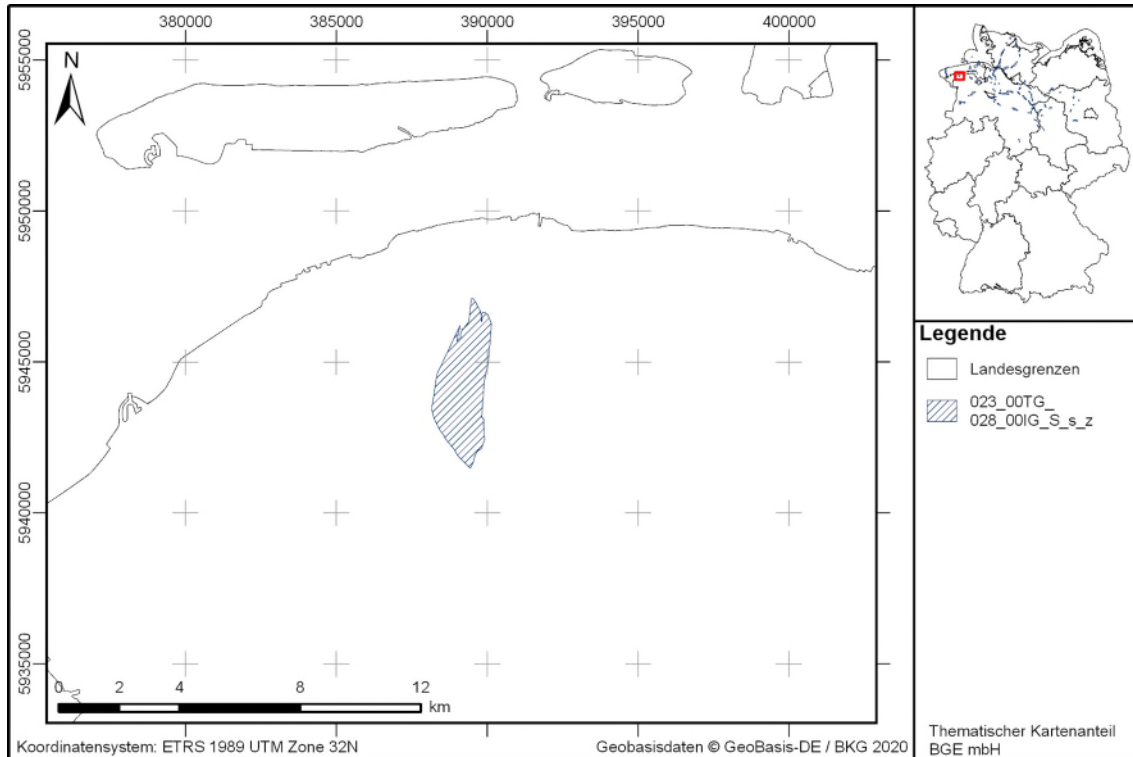 380000 385000 390000 395000 400000
N
5955000
5950000
5945000
5940000
5935000
0 2 4 8 12
km
Koordinatensystem: ETRS 1989 UTM Zone 32N
Geobasisdaten © GeoBasis-DE / BKG 2020
Legende
Landesgrenzen
023_00TG_
028_00IG_S_s_z
Thematischer Kartenanteil
BGE mbH